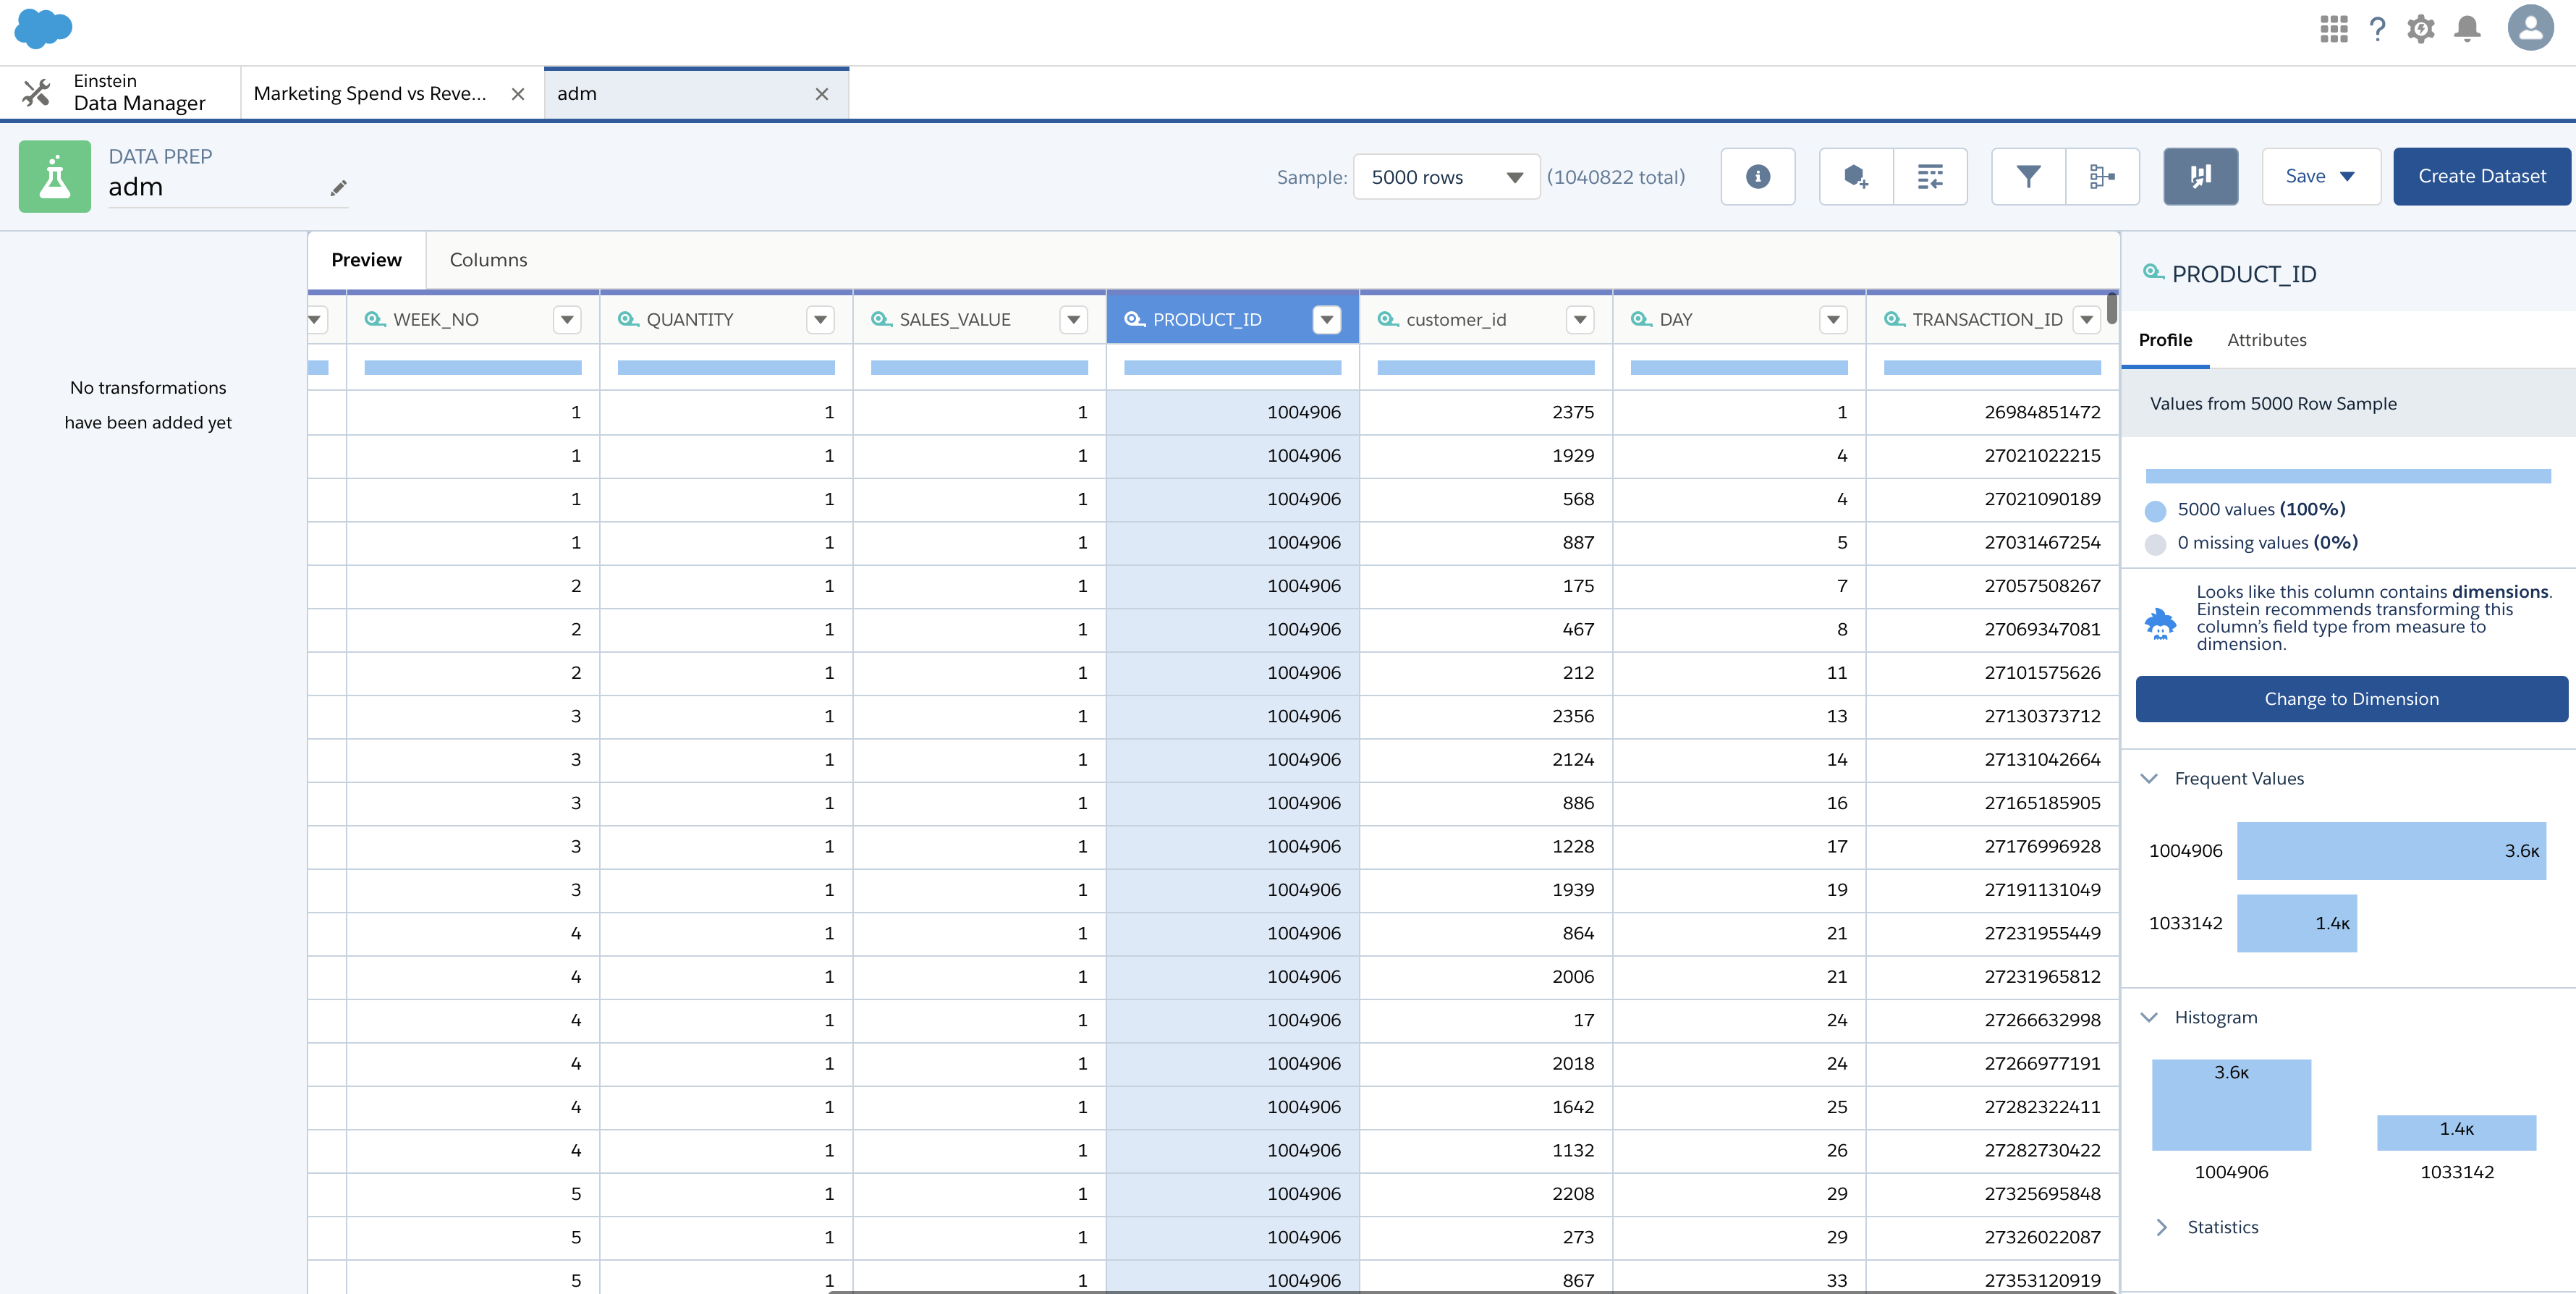 Einstein
Data Manager
Marketing Spend vs Reve...
adm
DATA PREP
adm
Sample: 5000 rows (1040822 total)
Save
Create Dataset
No transformations
have been added yet
Preview Columns
WEEK_NO QUANTITY SALES_VALUE PRODUCT_ID customer_id DAY TRANSACTION_ID
1 1 1 1004906 2375 1 26984851472
1 1 1 1004906 1929 4 27021022215
1 1 1 1004906 568 4 27021090189
1 1 1 1004906 887 5 27031467254
2 1 1 1004906 175 7 27057508267
2 1 1 1004906 467 8 27069347081
2 1 1 1004906 212 11 27101575626
3 1 1 1004906 2356 13 27130373712
3 1 1 1004906 2124 14 27131042664
3 1 1 1004906 886 16 27165185905
3 1 1 1004906 1228 17 27176996928
3 1 1 1004906 1939 19 27191131049
4 1 1 1004906 864 21 27231955449
4 1 1 1004906 2006 21 27231965812
4 1 1 1004906 17 24 27266632998
4 1 1 1004906 2018 24 27266977191
4 1 1 1004906 1642 25 27282322411
4 1 1 1004906 1132 26 27282730422
5 1 1 1004906 2208 29 27325695848
5 1 1 1004906 273 29 27326022087
5 1 1 1004906 867 33 27353120919
PRODUCT_ID
Profile Attributes
Values from 5000 Row Sample
5000 values (100%)
0 missing values (0%)
Looks like this column contains dimensions.
Einstein recommends transforming this
column's field type from measure to
dimension.
Change to Dimension
Frequent Values
1004906 3.6K
1033142 1.4K
Histogram
3.6K
1.4K
1004906 1033142
Statistics